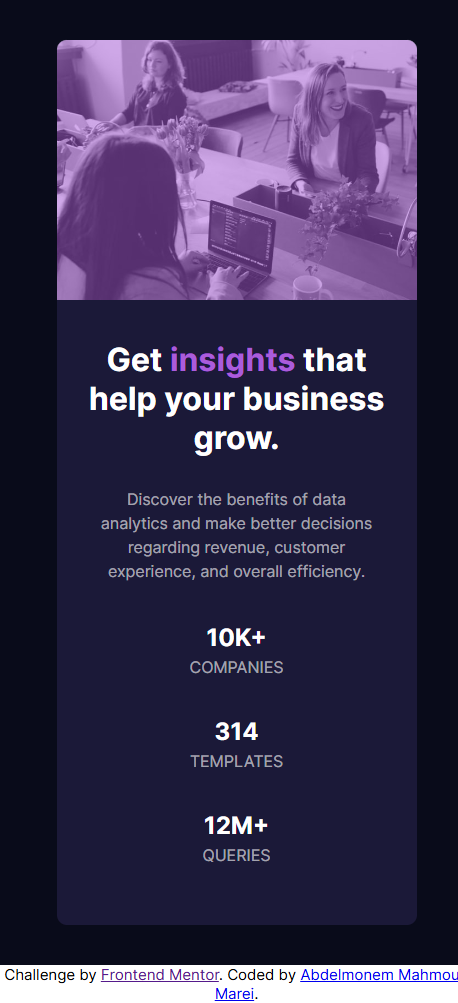 Get insights that
help your business
grow.
Discover the benefits of data
analytics and make better decisions
regarding revenue, customer
experience, and overall efficiency.
10K+
COMPANIES
314
TEMPLATES
12M+
QUERIES
Challenge by Frontend Mentor. Coded by Abdelmonem Mahmou
Marei.